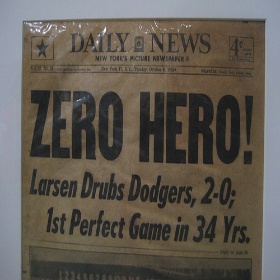 DAILY NEWS
4¢
NEW YORK'S PICTURE NEWSPAPER
ZERO HERO!
Larsen Drubs Dodgers, 2-0;
1st Perfect Game in 34 Yrs.